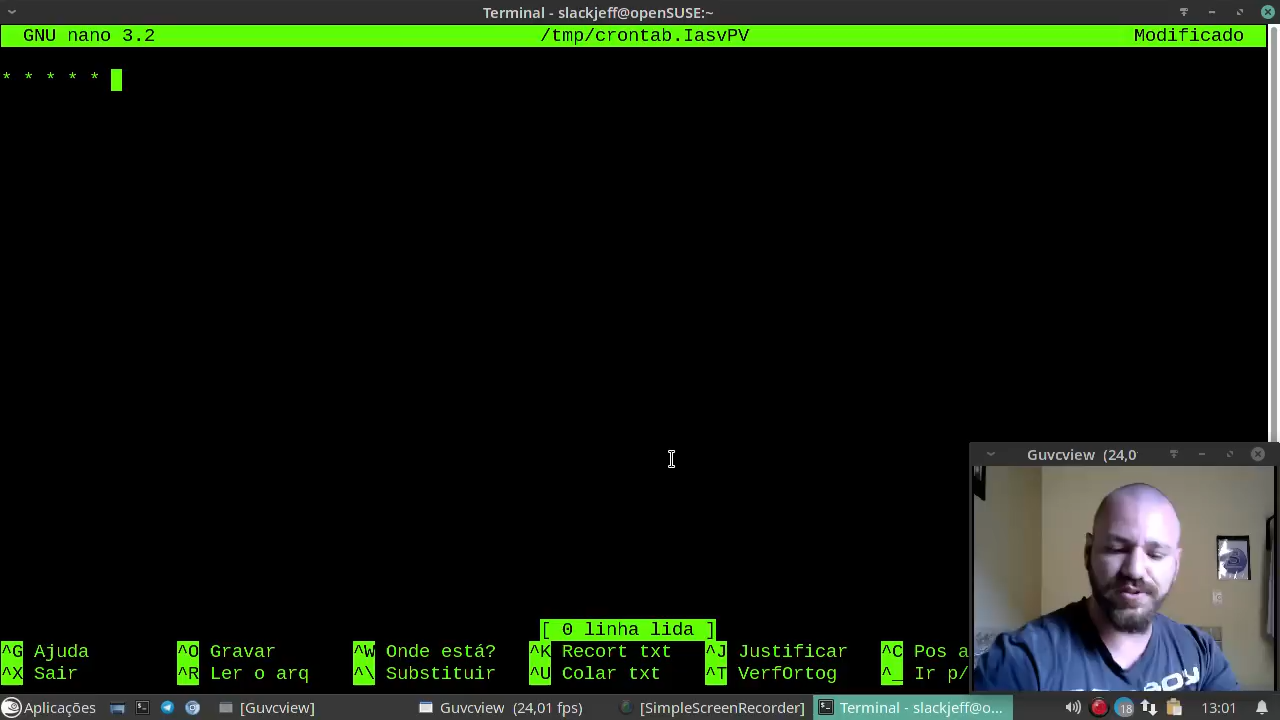 Terminal - slackjeff@openSUSE:~
GNU nano 3.2 /tmp/crontab.IasvPV Modificado
* * * * *
[ 0 linha lida ]
^G Ajuda ^O Gravar ^W Onde está? ^K Recort txt ^J Justificar ^C Pos a
^X Sair ^R Ler o arq ^\ Substituir ^U Colar txt ^T VerfOrtog ^_ Ir p/
Guvcview (24,0
BOY
Aplicações [Guvcview] Guvcview (24,01 fps) [SimpleScreenRecorder] Terminal - slackjeff@o... 18 13:01